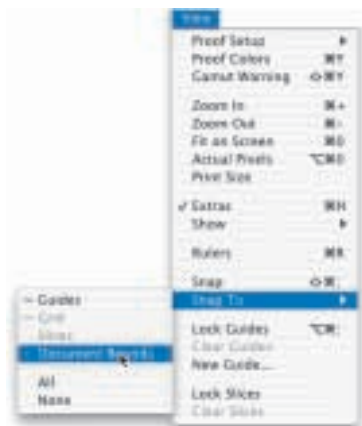 View
Proof Setup
Proof Colors ⌘Y
Gamut Warning ⇧⌘Y
Zoom In ⌘+
Zoom Out ⌘-
Fit on Screen ⌘0
Actual Pixels ⌥⌘0
Print Size
✓ Extras ⌘H
Show
Rulers ⌘R
Snap ⇧⌘;
Snap To
Lock Guides ⌥⌘;
Clear Guides
New Guide...
Lock Slices
Clear Slices
Guides
Grid
Slices
Document Bounds
All
None